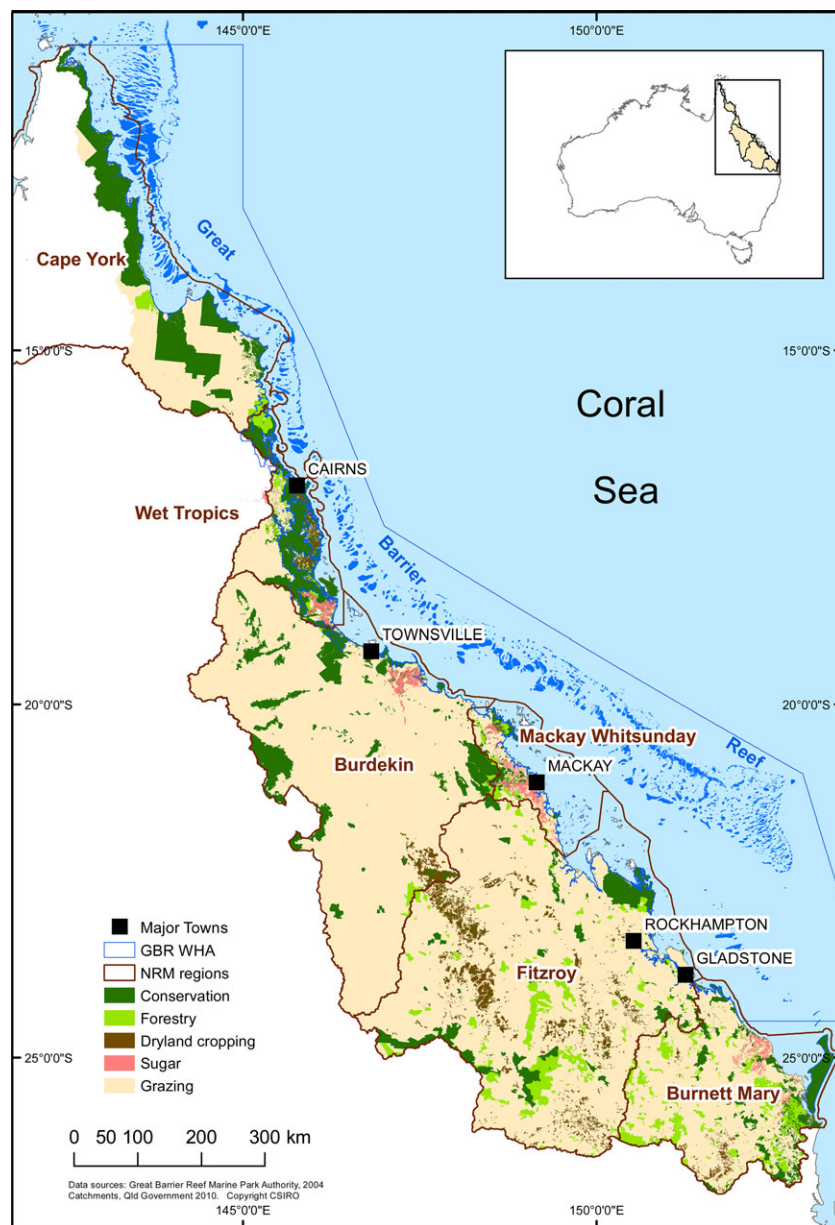 145°0'0"E
150°0'0"E
Great
Cape York
15°0'0"S
15°0'0"S
Coral
Sea
CAIRNS
Wet Tropics
Barrier
TOWNSVILLE
20°0'0"S
20°0'0"S
Mackay Whitsunday
Reef
Burdekin
MACKAY
Major Towns
GBR WHA
NRM regions
Conservation
Forestry
Dryland cropping
Sugar
Grazing
ROCKHAMPTON
GLADSTONE
Fitzroy
25°0'0"S
25°0'0"S
Burnett Mary
0 50 100 200 300 km
Data sources: Great Barrier Reef Marine Park Authority, 2004
Catchments, Qld Government 2010. Copyright CSIRO
145°0'0"E
150°0'0"E